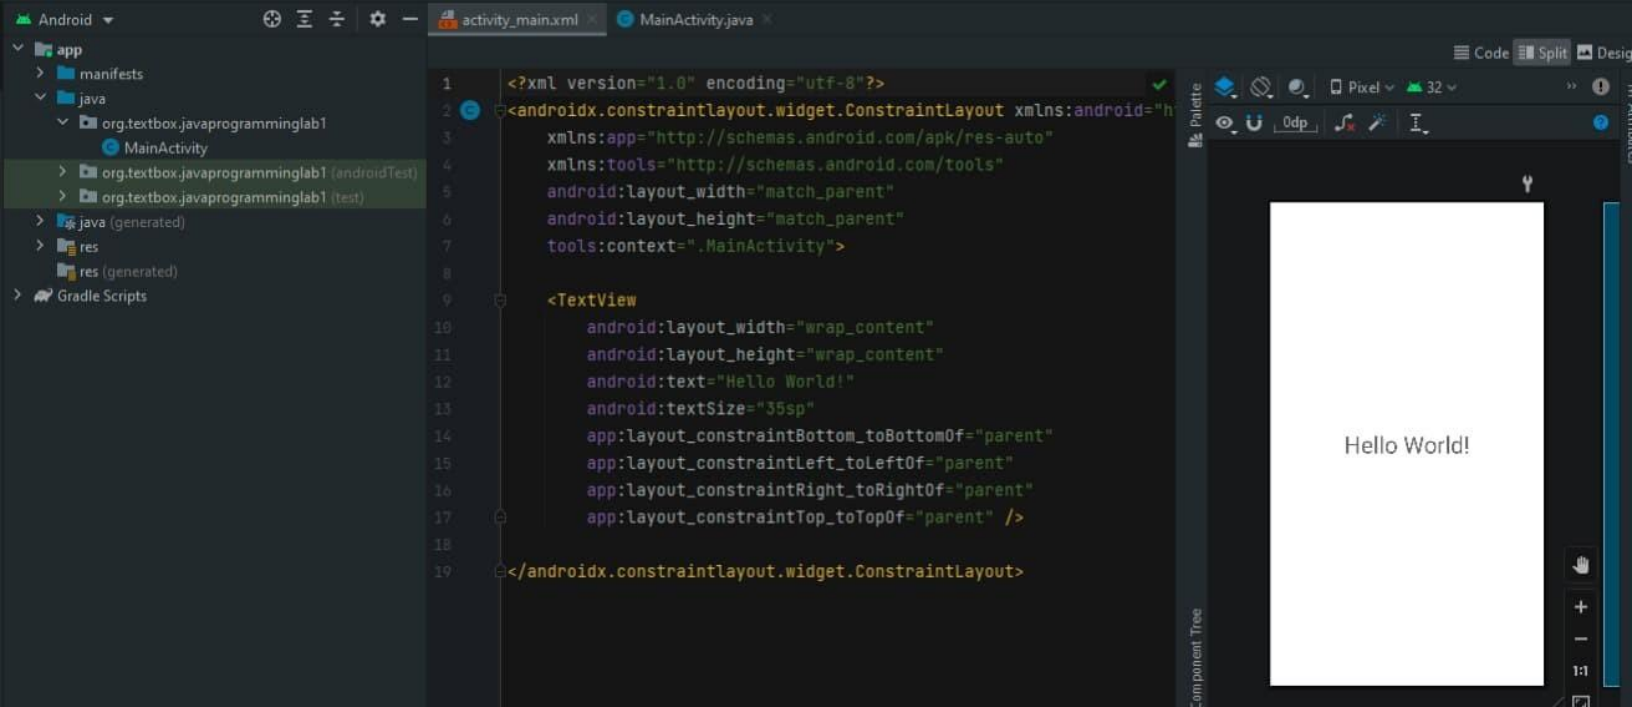 Android
activity_main.xml
MainActivity.java
Code
Split
app
manifests
java
org.textbox.javaprogramminglab1
MainActivity
org.textbox.javaprogramminglab1 (androidTest)
org.textbox.javaprogramminglab1 (test)
java (generated)
res
res (generated)
Gradle Scripts
1 <?xml version="1.0" encoding="utf-8"?>
2 <androidx.constraintlayout.widget.ConstraintLayout xmlns:android="h
3 xmlns:app="http://schemas.android.com/apk/res-auto"
4 xmlns:tools="http://schemas.android.com/tools"
5 android:layout_width="match_parent"
6 android:layout_height="match_parent"
7 tools:context=".MainActivity">
8
9 <TextView
10 android:layout_width="wrap_content"
11 android:layout_height="wrap_content"
12 android:text="Hello World!"
13 android:textSize="35sp"
14 app:layout_constraintBottom_toBottomOf="parent"
15 app:layout_constraintLeft_toLeftOf="parent"
16 app:layout_constraintRight_toRightOf="parent"
17 app:layout_constraintTop_toTopOf="parent" />
18
19 </androidx.constraintlayout.widget.ConstraintLayout>
Palette
Pixel
32
0dp
Hello World!
1:1